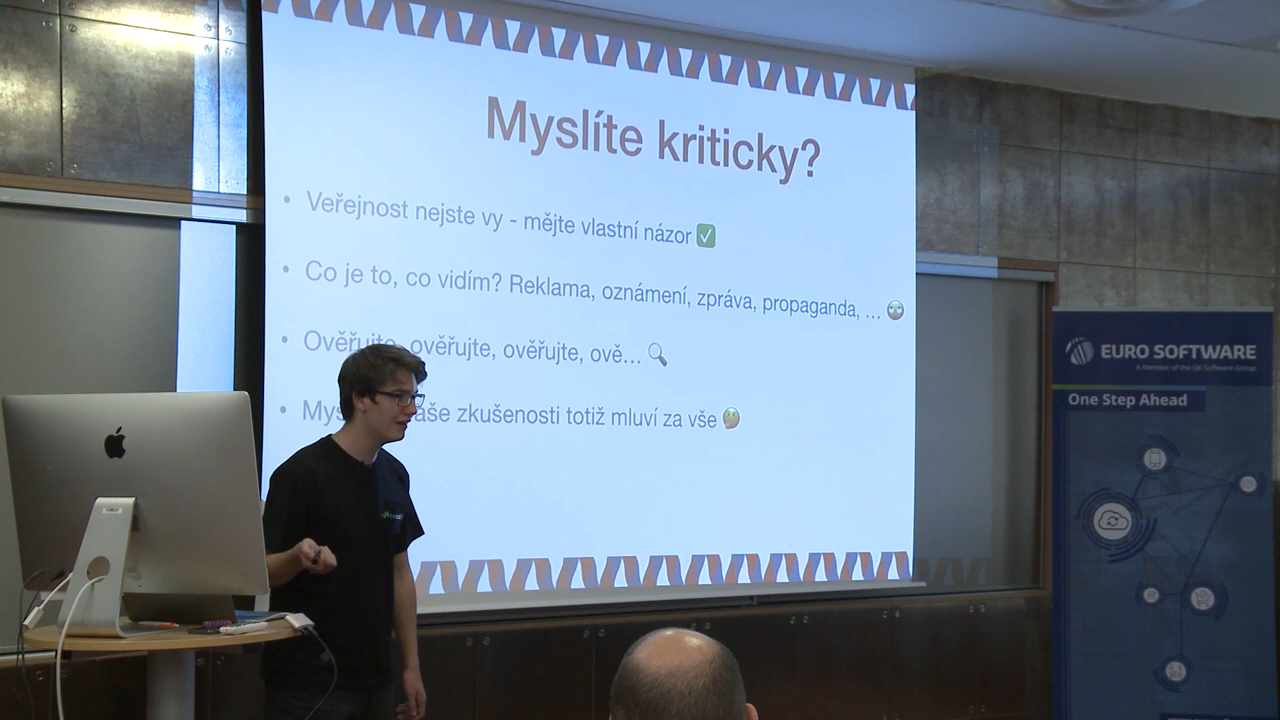 Myslíte kriticky?
• Veřejnost nejste vy - mějte vlastní názor ✅
• Co je to, co vidím? Reklama, oznámení, zpráva, propaganda, ... 🙄
• Ověřujte, ověřujte, ověřujte, ově... 🔍
• aše zkušenosti totiž mluví za vše 🤔
EURO SOFTWARE
A Member of the GK Software Group
One Step Ahead